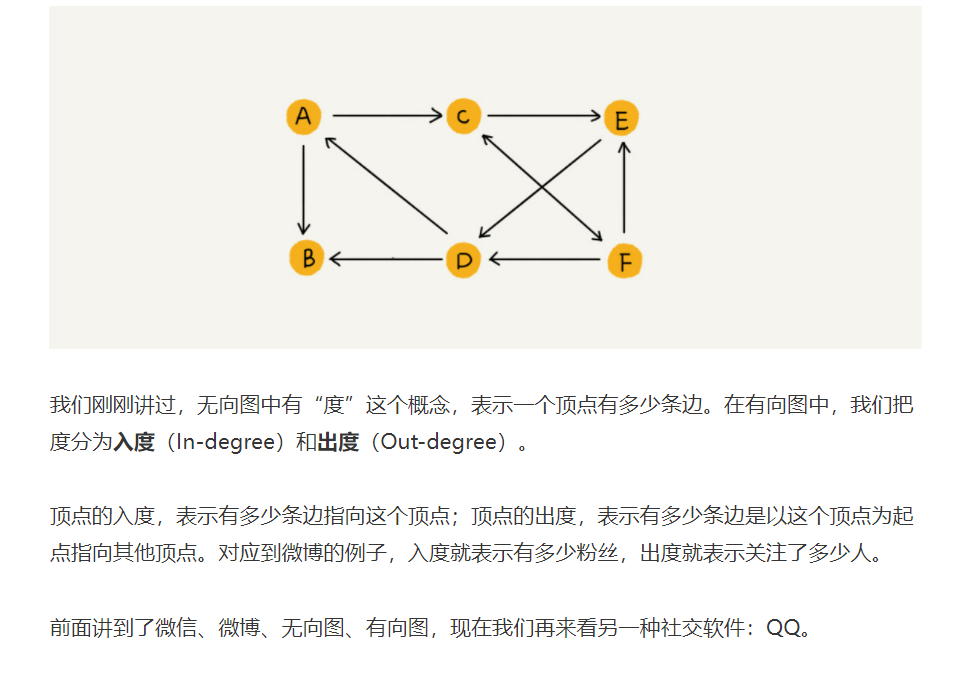 A C E
B D F
我们刚刚讲过，无向图中有“度”这个概念，表示一个顶点有多少条边。在有向图中，我们把
度分为入度（In-degree）和出度（Out-degree）。
顶点的入度，表示有多少条边指向这个顶点；顶点的出度，表示有多少条边是以这个顶点为起
点指向其他顶点。对应到微博的例子，入度就表示有多少粉丝，出度就表示关注了多少人。
前面讲到了微信、微博、无向图、有向图，现在我们再来看另一种社交软件：QQ。